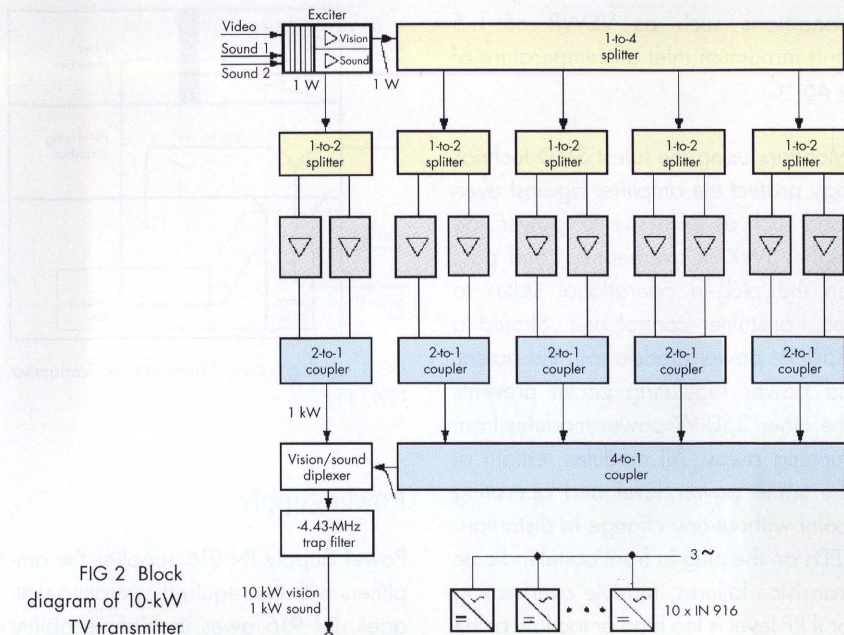 Exciter
Video
Sound 1
Sound 2
Vision
Sound
1 W
1 W
1-to-4
splitter
1-to-2
splitter
1-to-2
splitter
1-to-2
splitter
1-to-2
splitter
1-to-2
splitter
2-to-1
coupler
2-to-1
coupler
2-to-1
coupler
2-to-1
coupler
2-to-1
coupler
1 kW
Vision/sound
diplexer
4-to-1
coupler
-4.43-MHz
trap filter
3~
10 x IN 916
10 kW vision
1 kW sound
FIG 2 Block
diagram of 10-kW
TV transmitter